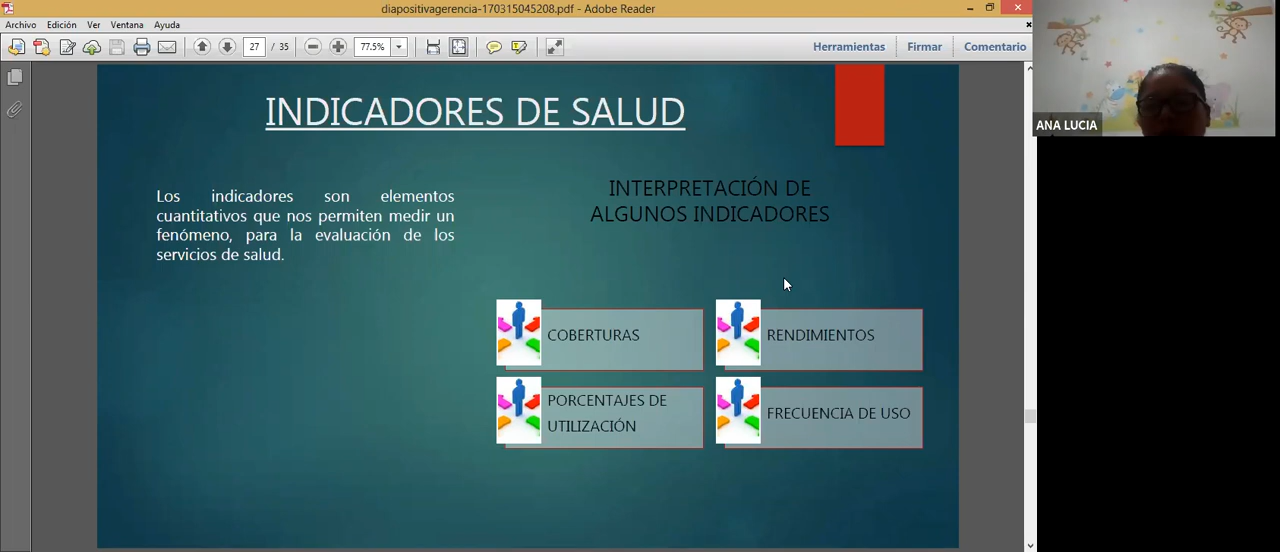 diapositivagerencia-170315045208.pdf - Adobe Reader
Archivo Edición Ver Ventana Ayuda
27 / 35
77.5%
Herramientas Firmar Comentario
INDICADORES DE SALUD
Los indicadores son elementos
cuantitativos que nos permiten medir un
fenómeno, para la evaluación de los
servicios de salud.
INTERPRETACIÓN DE
ALGUNOS INDICADORES
COBERTURAS
RENDIMIENTOS
PORCENTAJES DE
UTILIZACIÓN
FRECUENCIA DE USO
ANA LUCIA